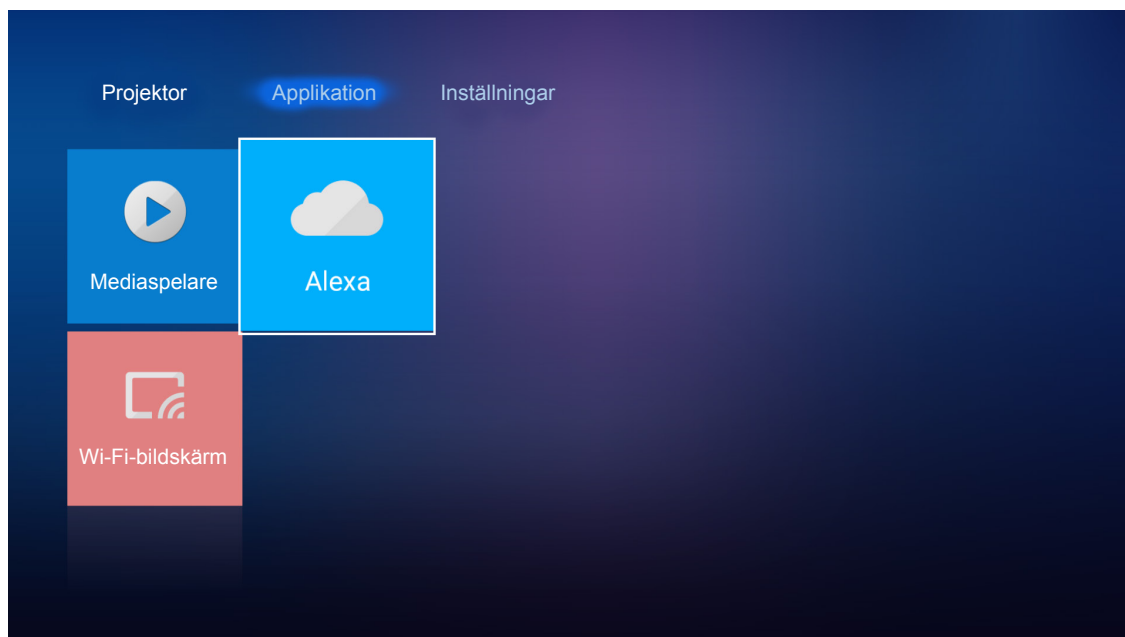 Projektor Applikation Inställningar
Mediaspelare Alexa
Wi-Fi-bildskärm